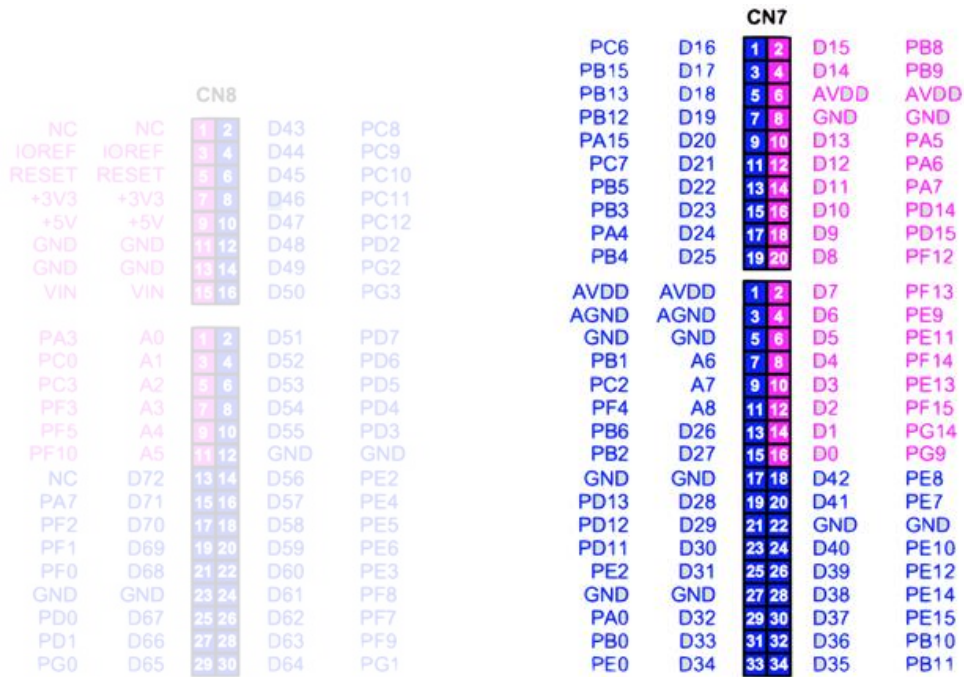 CN7
PC6 D16 1 2 D15 PB8
PB15 D17 3 4 D14 PB9
PB13 D18 5 6 AVDD AVDD
PB12 D19 7 8 GND GND
PA15 D20 9 10 D13 PA5
PC7 D21 11 12 D12 PA6
PB5 D22 13 14 D11 PA7
PB3 D23 15 16 D10 PD14
PA4 D24 17 18 D9 PD15
PB4 D25 19 20 D8 PF12
AVDD AVDD 1 2 D7 PF13
AGND AGND 3 4 D6 PE9
GND GND 5 6 D5 PE11
PB1 A6 7 8 D4 PF14
PC2 A7 9 10 D3 PE13
PF4 A8 11 12 D2 PF15
PB6 D26 13 14 D1 PG14
PB2 D27 15 16 D0 PG9
GND GND 17 18 D42 PE8
PD13 D28 19 20 D41 PE7
PD12 D29 21 22 GND GND
PD11 D30 23 24 D40 PE10
PE2 D31 25 26 D39 PE12
GND GND 27 28 D38 PE14
PA0 D32 29 30 D37 PE15
PB0 D33 31 32 D36 PB10
PE0 D34 33 34 D35 PB11
CN8
NC NC 1 2 D43 PC8
IOREF IOREF 3 4 D44 PC9
RESET RESET 5 6 D45 PC10
+3V3 +3V3 7 8 D46 PC11
+5V +5V 9 10 D47 PC12
GND GND 11 12 D48 PD2
GND GND 13 14 D49 PG2
VIN VIN 15 16 D50 PG3
PA3 A0 1 2 D51 PD7
PC0 A1 3 4 D52 PD6
PC3 A2 5 6 D53 PD5
PF3 A3 7 8 D54 PD4
PF5 A4 9 10 D55 PD3
PF10 A5 11 12 GND GND
NC D72 13 14 D56 PE2
PA7 D71 15 16 D57 PE4
PF2 D70 17 18 D58 PE5
PF1 D69 19 20 D59 PE6
PF0 D68 21 22 D60 PE3
GND GND 23 24 D61 PF8
PD0 D67 25 26 D62 PF7
PD1 D66 27 28 D63 PF9
PG0 D65 29 30 D64 PG1